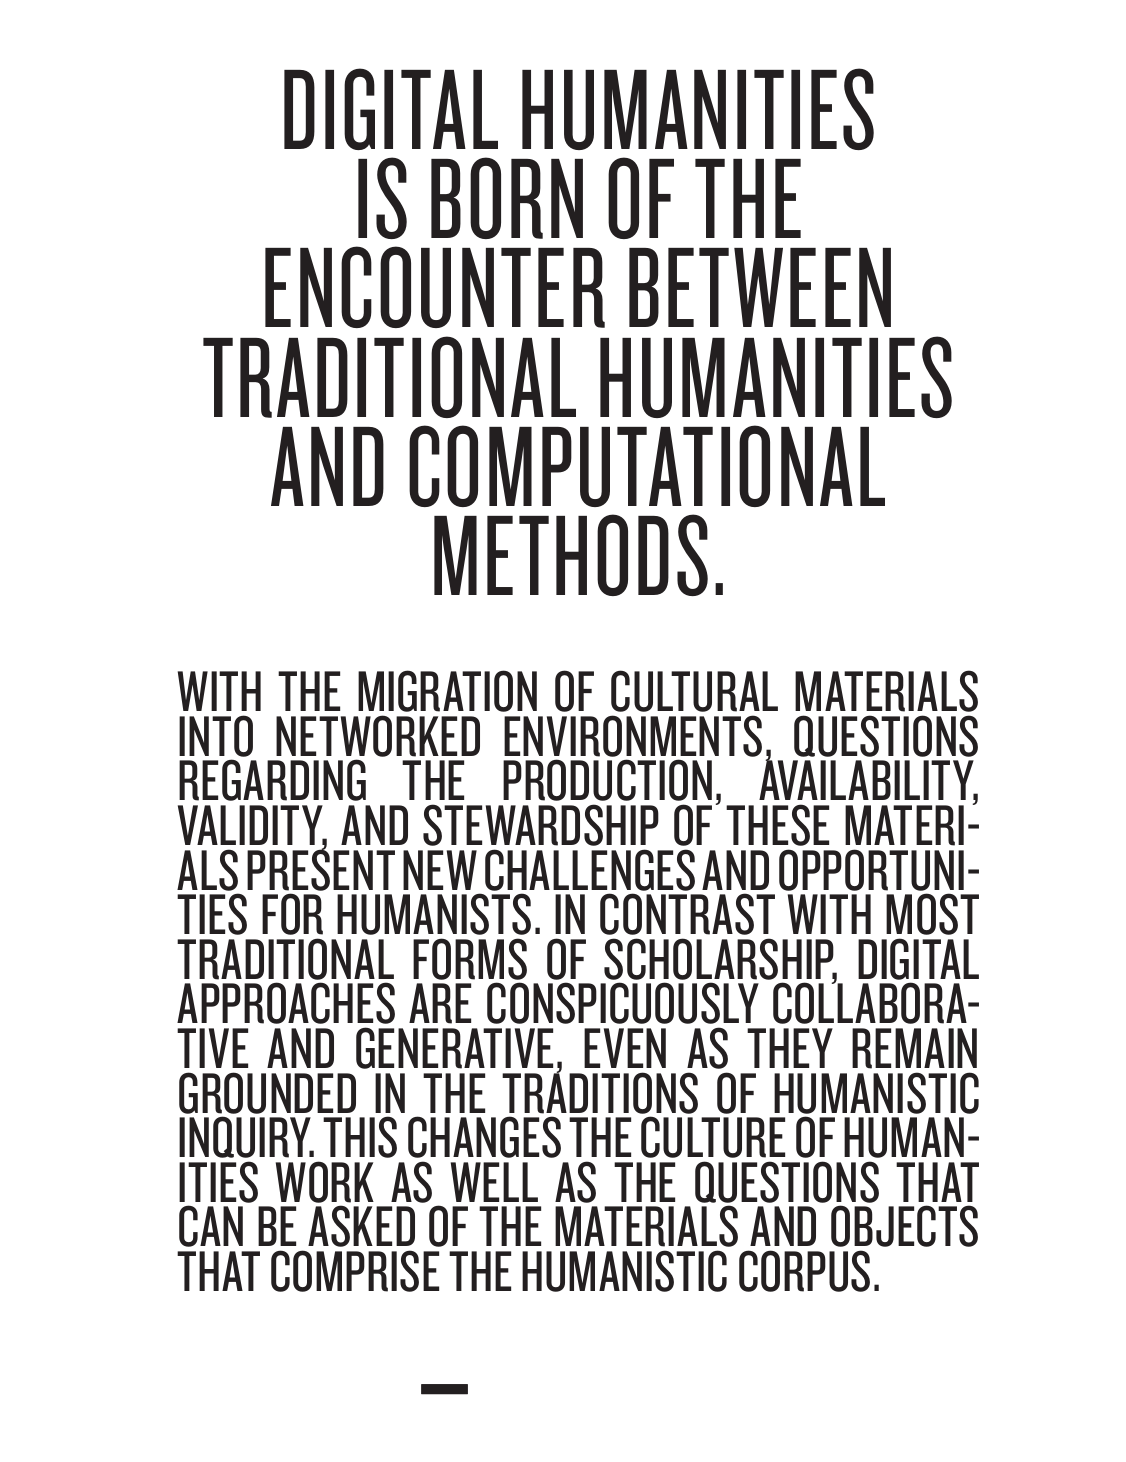 DIGITAL HUMANITIES
IS BORN OF THE
ENCOUNTER BETWEEN
TRADITIONAL HUMANITIES
AND COMPUTATIONAL
METHODS.
WITH THE MIGRATION OF CULTURAL MATERIALS
INTO NETWORKED ENVIRONMENTS, QUESTIONS
REGARDING THE PRODUCTION, AVAILABILITY,
VALIDITY, AND STEWARDSHIP OF THESE MATERI-
ALS PRESENT NEW CHALLENGES AND OPPORTUNI-
TIES FOR HUMANISTS. IN CONTRAST WITH MOST
TRADITIONAL FORMS OF SCHOLARSHIP, DIGITAL
APPROACHES ARE CONSPICUOUSLY COLLABORA-
TIVE AND GENERATIVE, EVEN AS THEY REMAIN
GROUNDED IN THE TRADITIONS OF HUMANISTIC
INQUIRY. THIS CHANGES THE CULTURE OF HUMAN-
ITIES WORK AS WELL AS THE QUESTIONS THAT
CAN BE ASKED OF THE MATERIALS AND OBJECTS
THAT COMPRISE THE HUMANISTIC CORPUS.